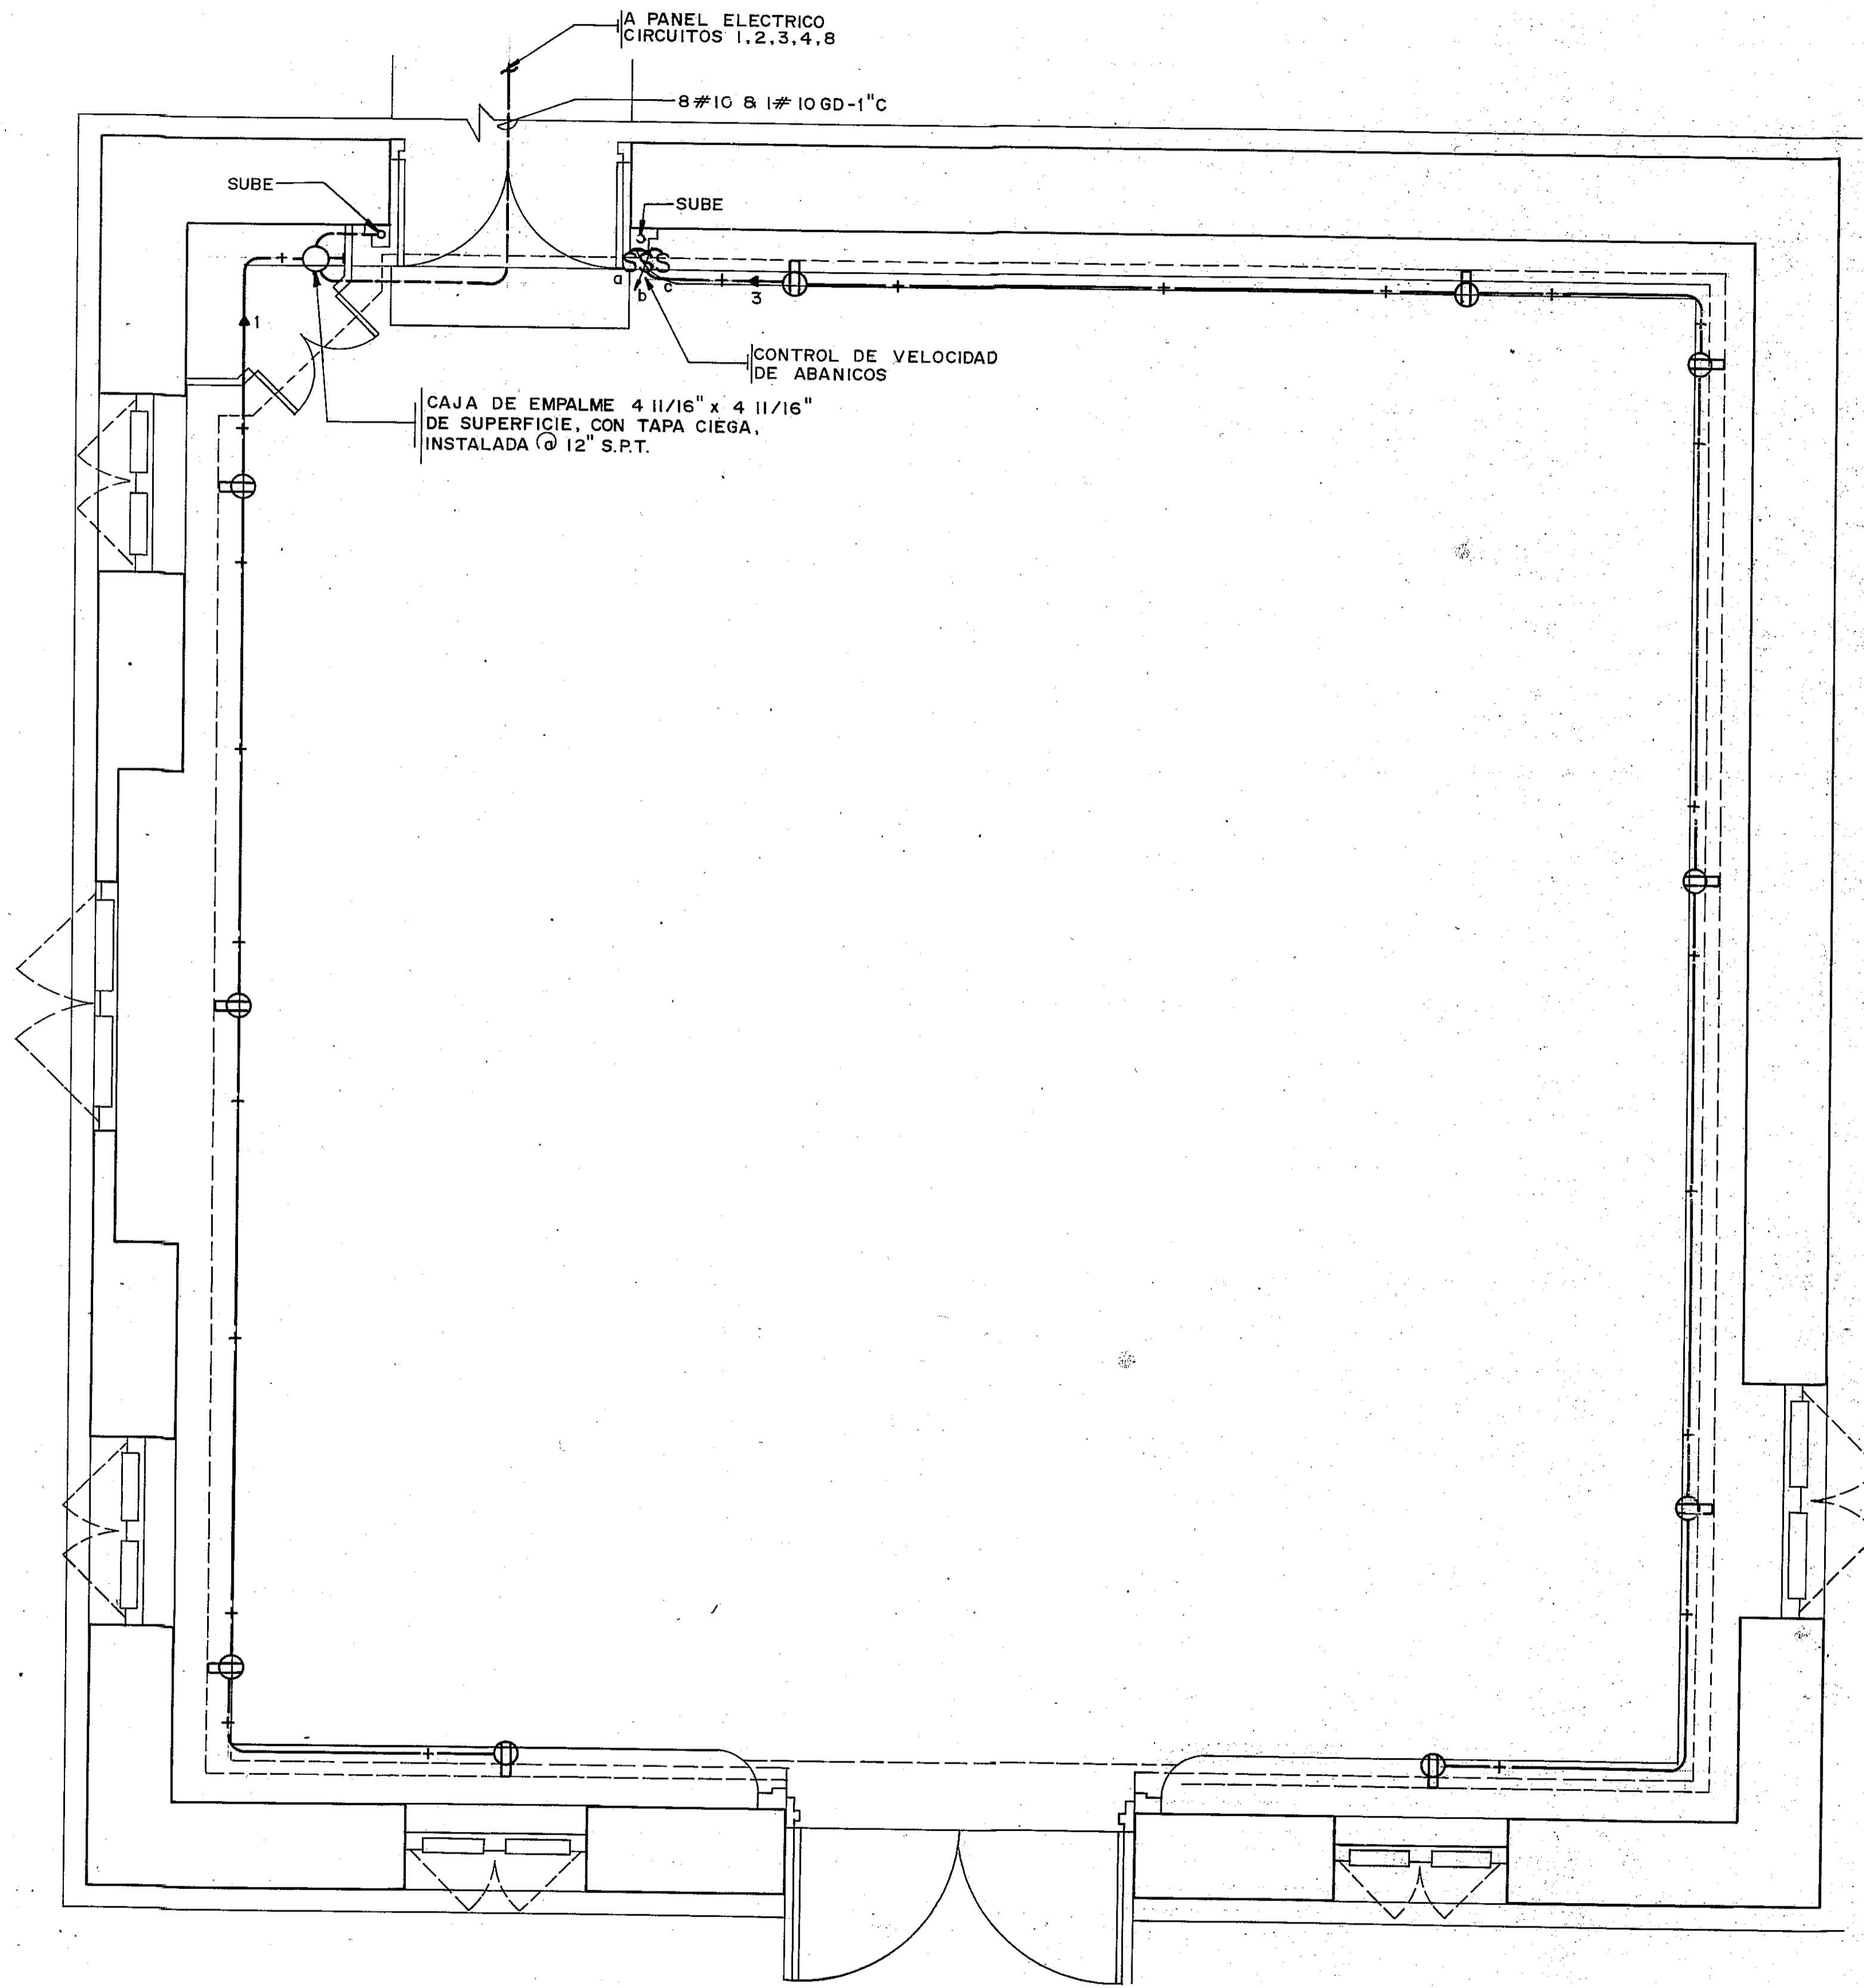 A PANEL ELECTRICO
CIRCUITOS 1,2,3,4,8
8#10 & 1#10 GD-1"C
SUBE
SUBE
3
SSS
a
b
c
3
1
CONTROL DE VELOCIDAD
DE ABANICOS
CAJA DE EMPALME 4 11/16" x 4 11/16"
DE SUPERFICIE, CON TAPA CIEGA,
INSTALADA @ 12" S.P.T.